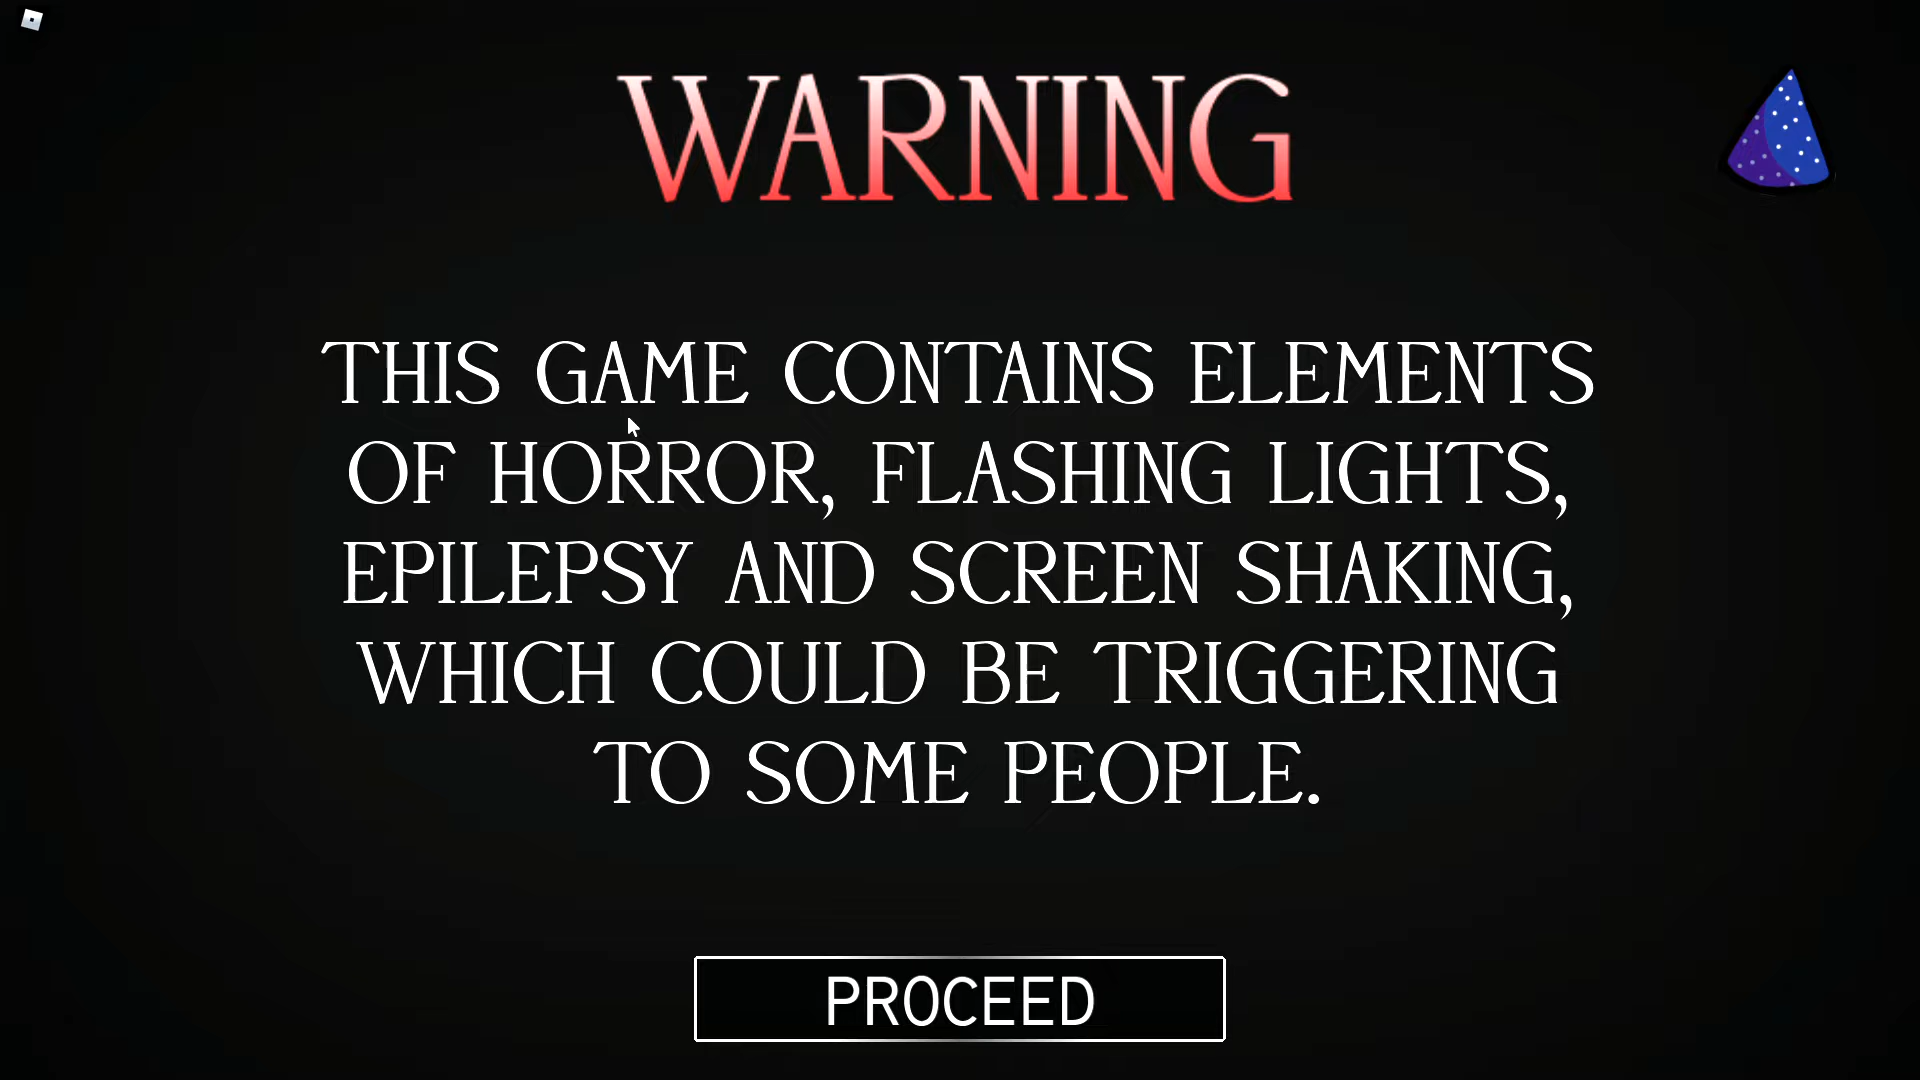 WARNING
THIS GAME CONTAINS ELEMENTS
OF HORROR, FLASHING LIGHTS,
EPILEPSY AND SCREEN SHAKING,
WHICH COULD BE TRIGGERING
TO SOME PEOPLE.
PROCEED